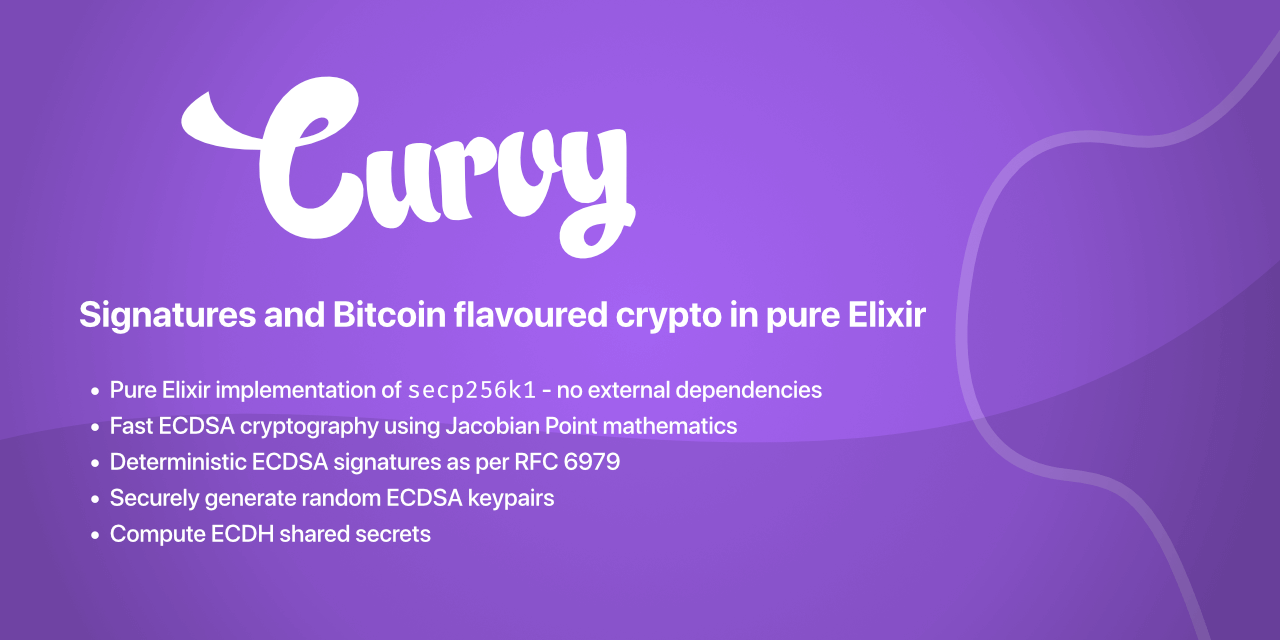 Curvy
Signatures and Bitcoin flavoured crypto in pure Elixir
• Pure Elixir implementation of secp256k1 - no external dependencies
• Fast ECDSA cryptography using Jacobian Point mathematics
• Deterministic ECDSA signatures as per RFC 6979
• Securely generate random ECDSA keypairs
• Compute ECDH shared secrets